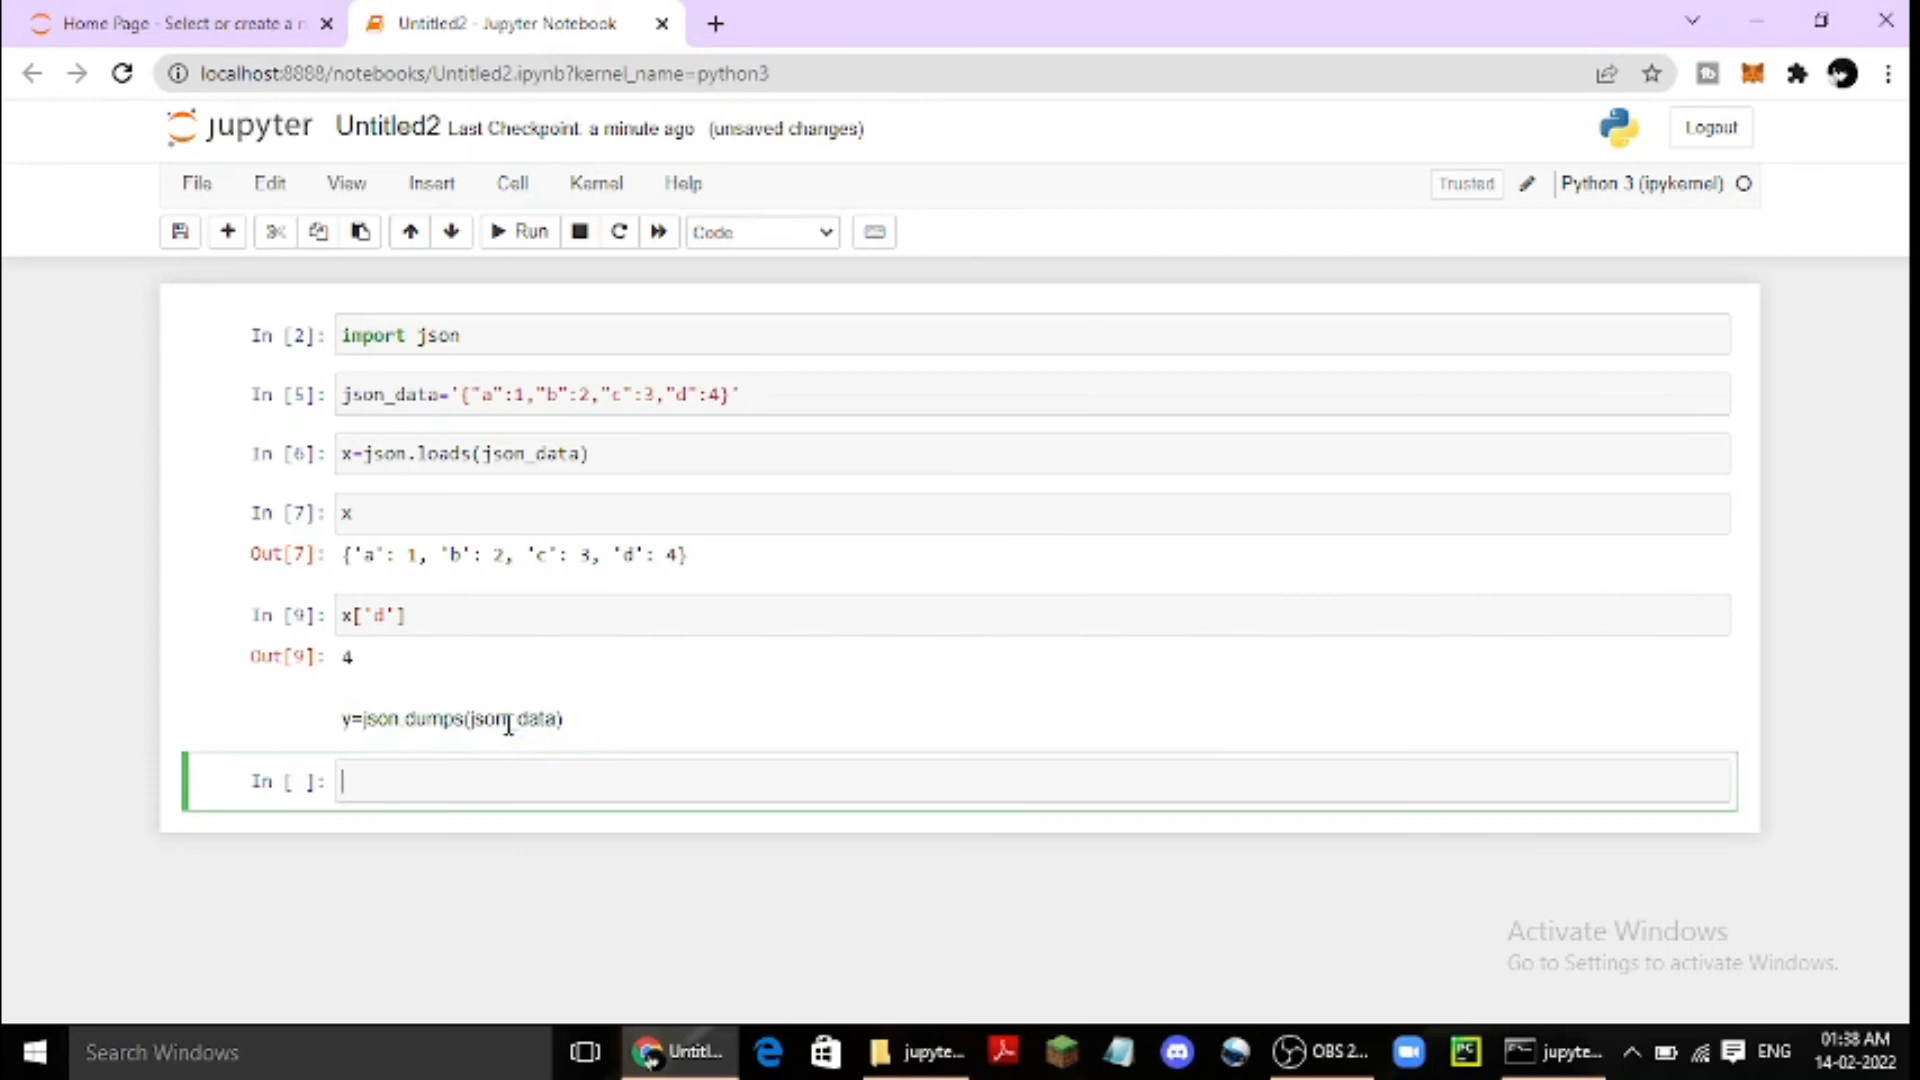 Home Page - Select or create a n
Untitled2 - Jupyter Notebook
localhost:8888/notebooks/Untitled2.ipynb?kernel_name=python3
jupyter Untitled2 Last Checkpoint: a minute ago (unsaved changes)
Logout
File Edit View Insert Cell Kernel Help
Trusted
Python 3 (ipykernel)
Run
Code
In [2]: import json
In [5]: json_data='{"a":1,"b":2,"c":3,"d":4}'
In [6]: x=json.loads(json_data)
In [7]: x
Out[7]: {'a': 1, 'b': 2, 'c': 3, 'd': 4}
In [9]: x['d']
Out[9]: 4
y=json.dumps(json_data)
In [ ]:
Activate Windows
Go to Settings to activate Windows.
Search Windows
Untitl...
jupyte...
OBS 2...
PC
jupyte...
ENG
01:38 AM
14-02-2022